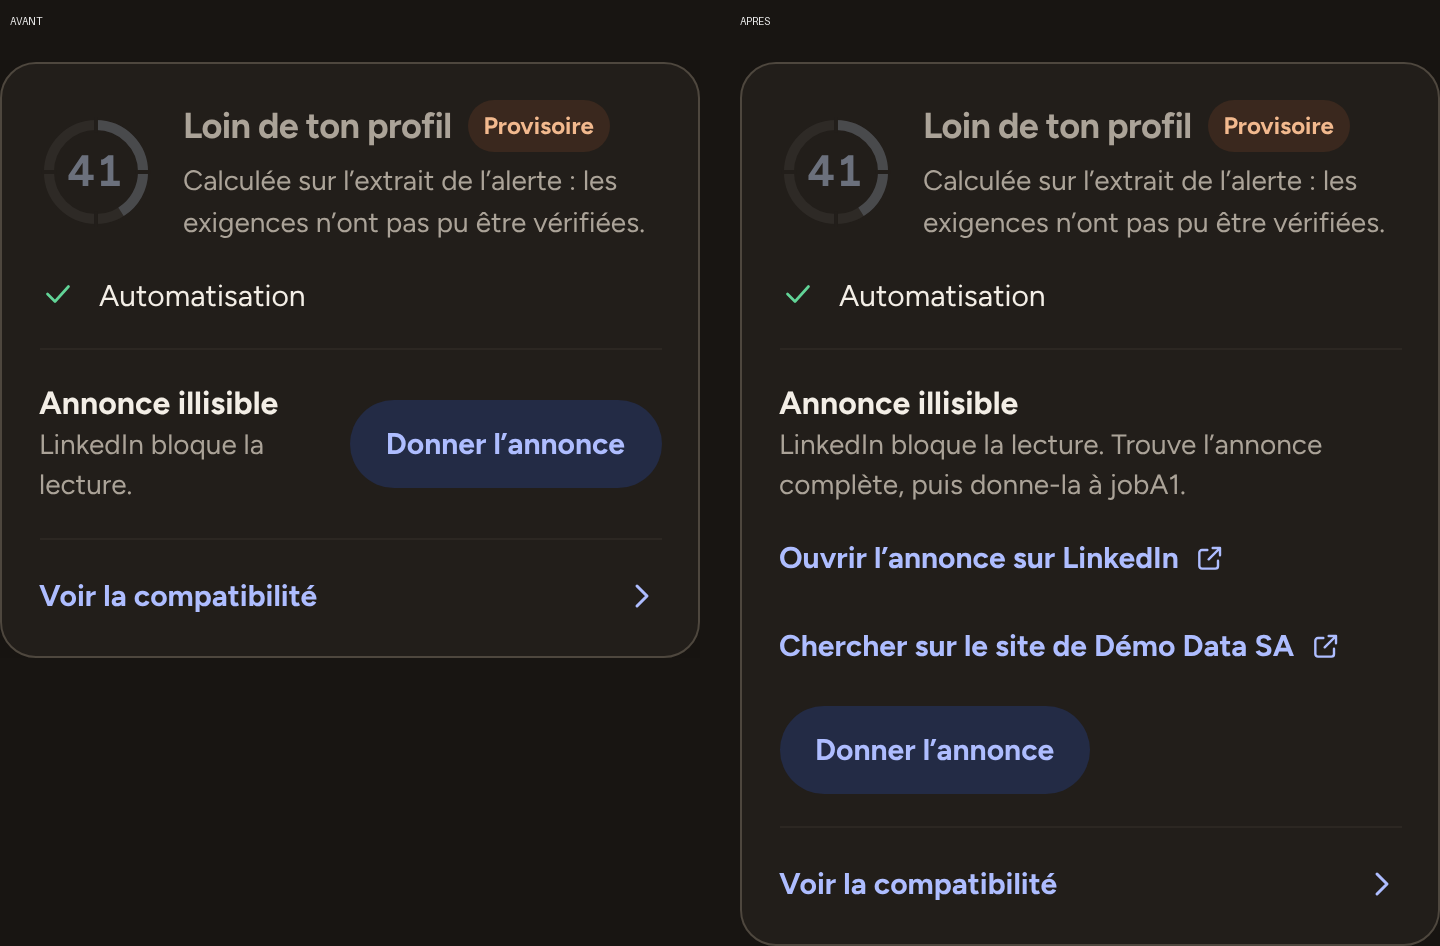 AVANT
Loin de ton profil
Provisoire
41
Calculée sur l’extrait de l’alerte : les
exigences n’ont pas pu être vérifiées.
Automatisation
Annonce illisible
LinkedIn bloque la
lecture.
Donner l’annonce
Voir la compatibilité
APRES
Loin de ton profil
Provisoire
41
Calculée sur l’extrait de l’alerte : les
exigences n’ont pas pu être vérifiées.
Automatisation
Annonce illisible
LinkedIn bloque la lecture. Trouve l’annonce
complète, puis donne-la à jobA1.
Ouvrir l’annonce sur LinkedIn
Chercher sur le site de Démo Data SA
Donner l’annonce
Voir la compatibilité